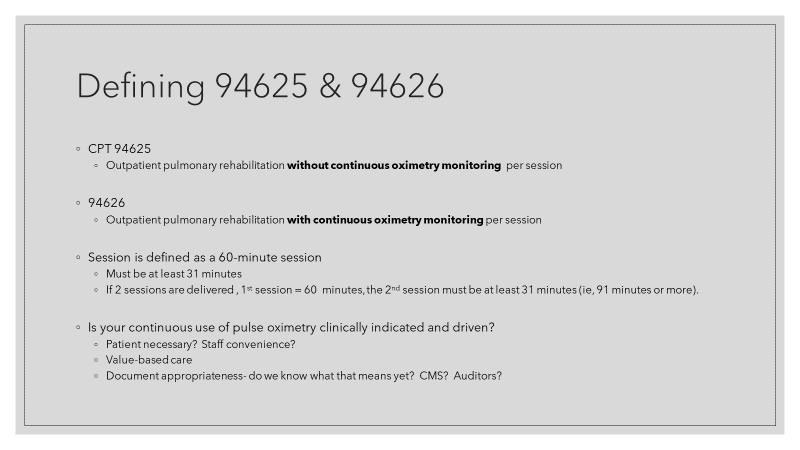 Defining 94625 & 94626
◦ CPT 94625
◦ Outpatient pulmonary rehabilitation without continuous oximetry monitoring per session
◦ 94626
◦ Outpatient pulmonary rehabilitation with continuous oximetry monitoring per session
◦ Session is defined as a 60-minute session
◦ Must be at least 31 minutes
◦ If 2 sessions are delivered , 1st session = 60 minutes, the 2nd session must be at least 31 minutes (ie, 91 minutes or more).
◦ Is your continuous use of pulse oximetry clinically indicated and driven?
◦ Patient necessary? Staff convenience?
◦ Value-based care
◦ Document appropriateness- do we know what that means yet? CMS? Auditors?